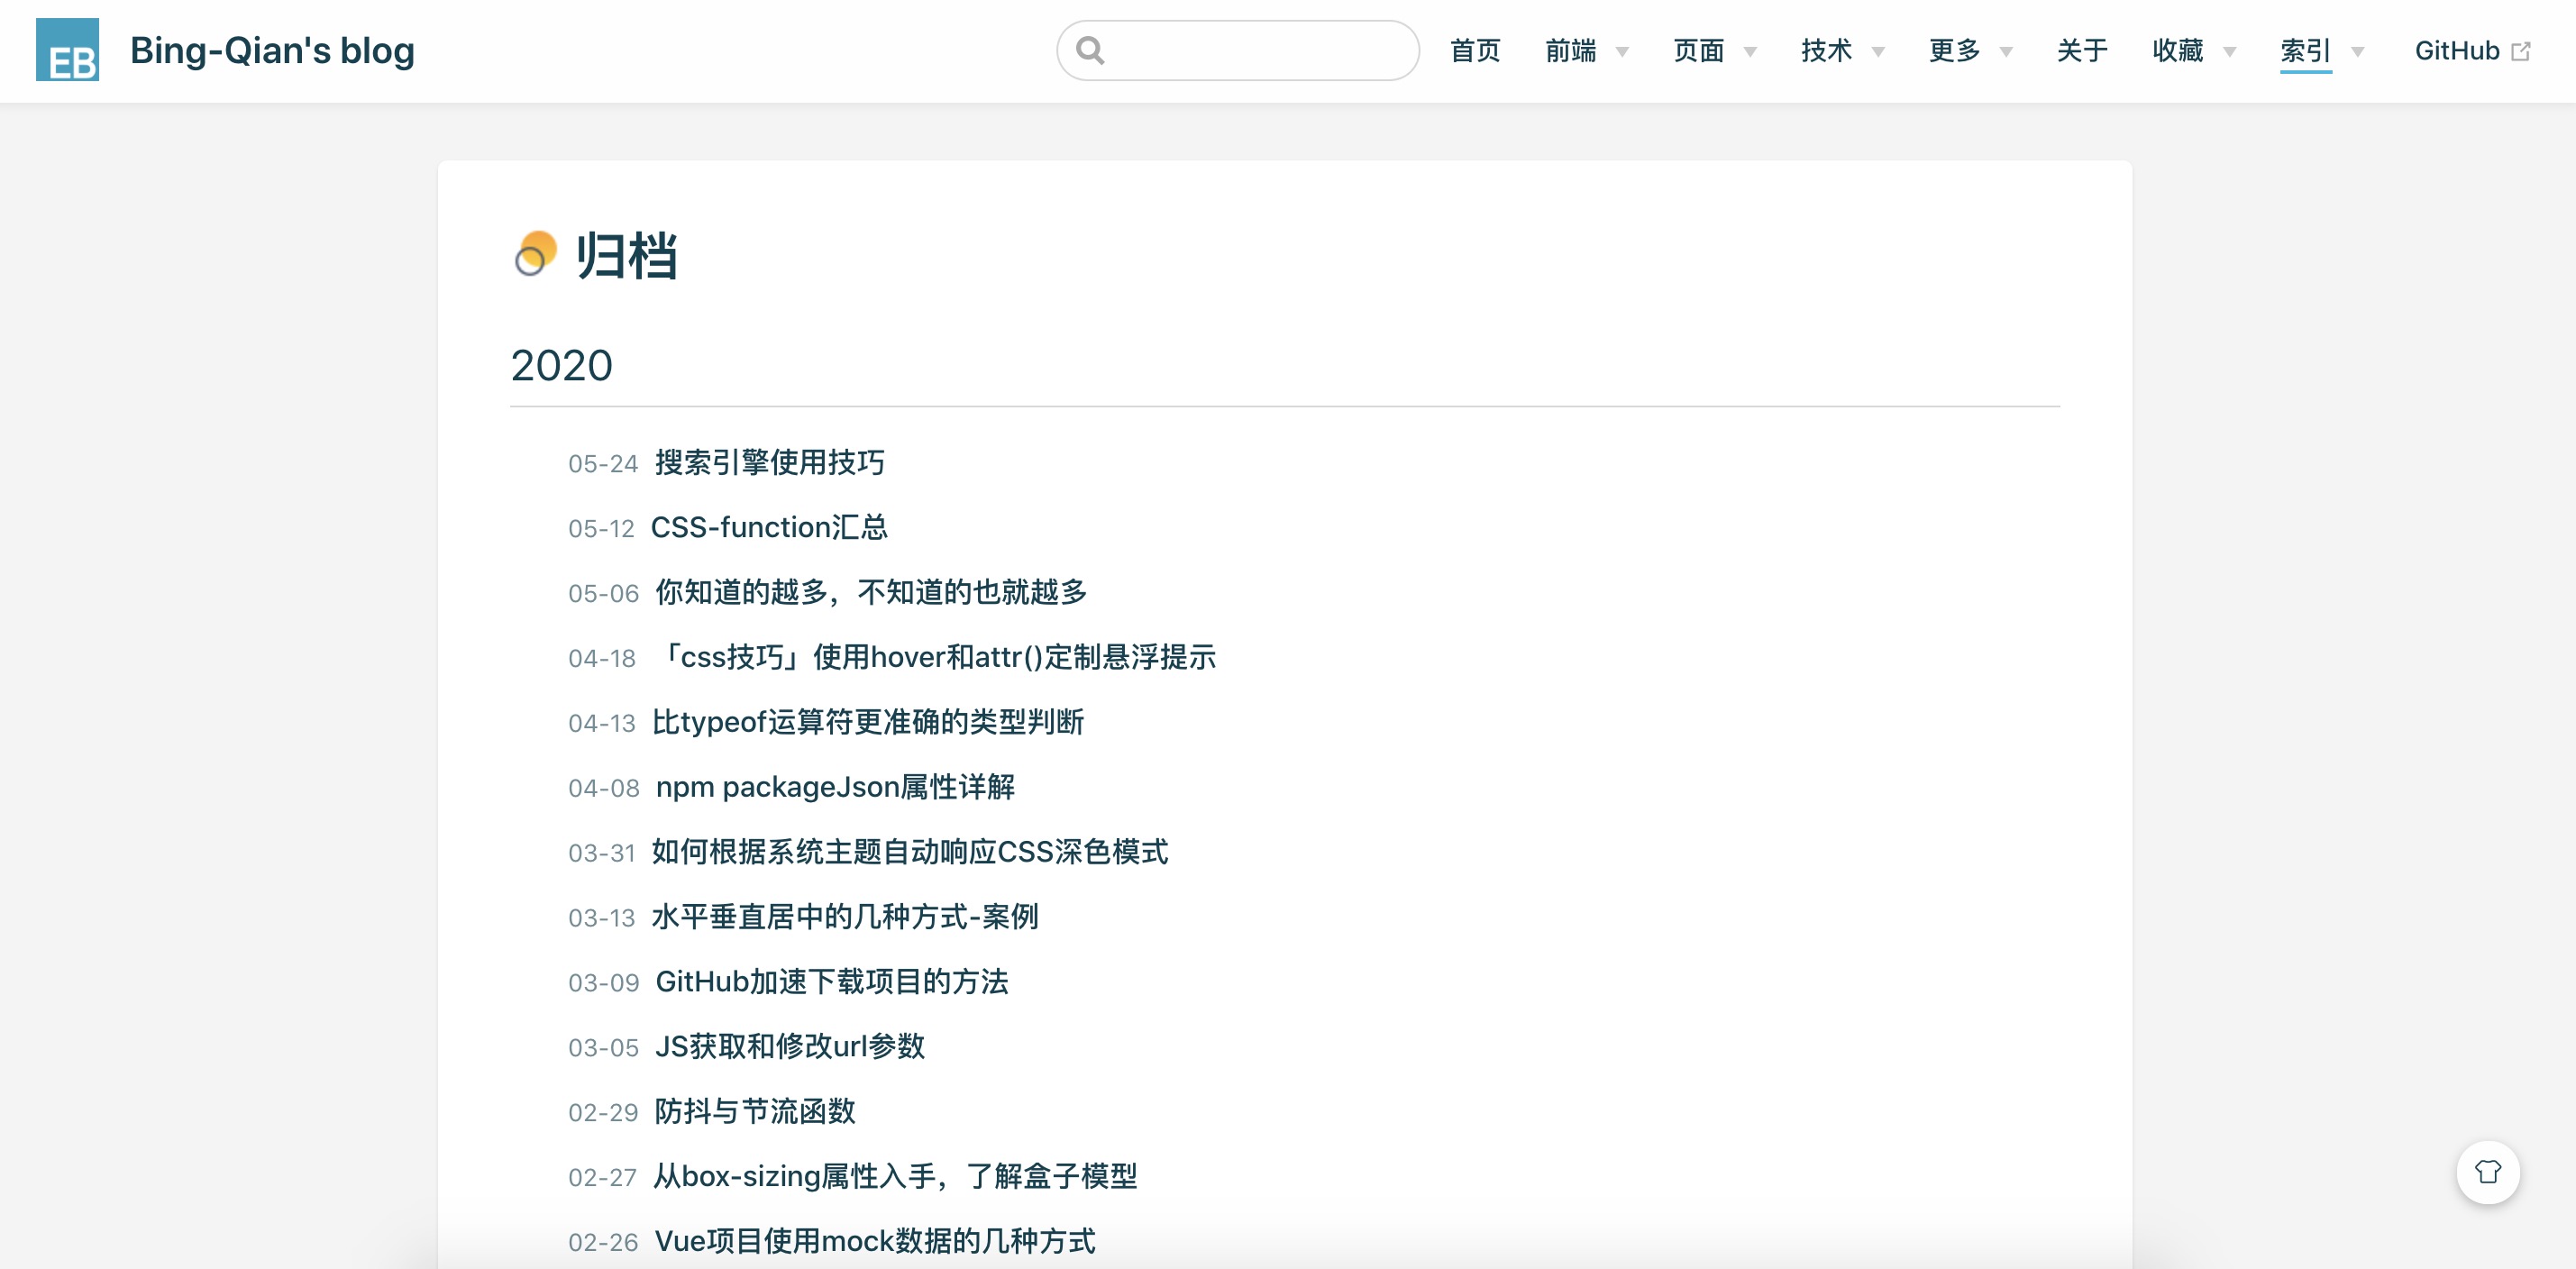 EB Bing-Qian's blog 首页 前端 页面 技术 更多 关于 收藏 索引 GitHub
归档
2020
05-24 搜索引擎使用技巧
05-12 CSS-function汇总
05-06 你知道的越多，不知道的也就越多
04-18 「css技巧」使用hover和attr()定制悬浮提示
04-13 比typeof运算符更准确的类型判断
04-08 npm packageJson属性详解
03-31 如何根据系统主题自动响应CSS深色模式
03-13 水平垂直居中的几种方式-案例
03-09 GitHub加速下载项目的方法
03-05 JS获取和修改url参数
02-29 防抖与节流函数
02-27 从box-sizing属性入手，了解盒子模型
02-26 Vue项目使用mock数据的几种方式